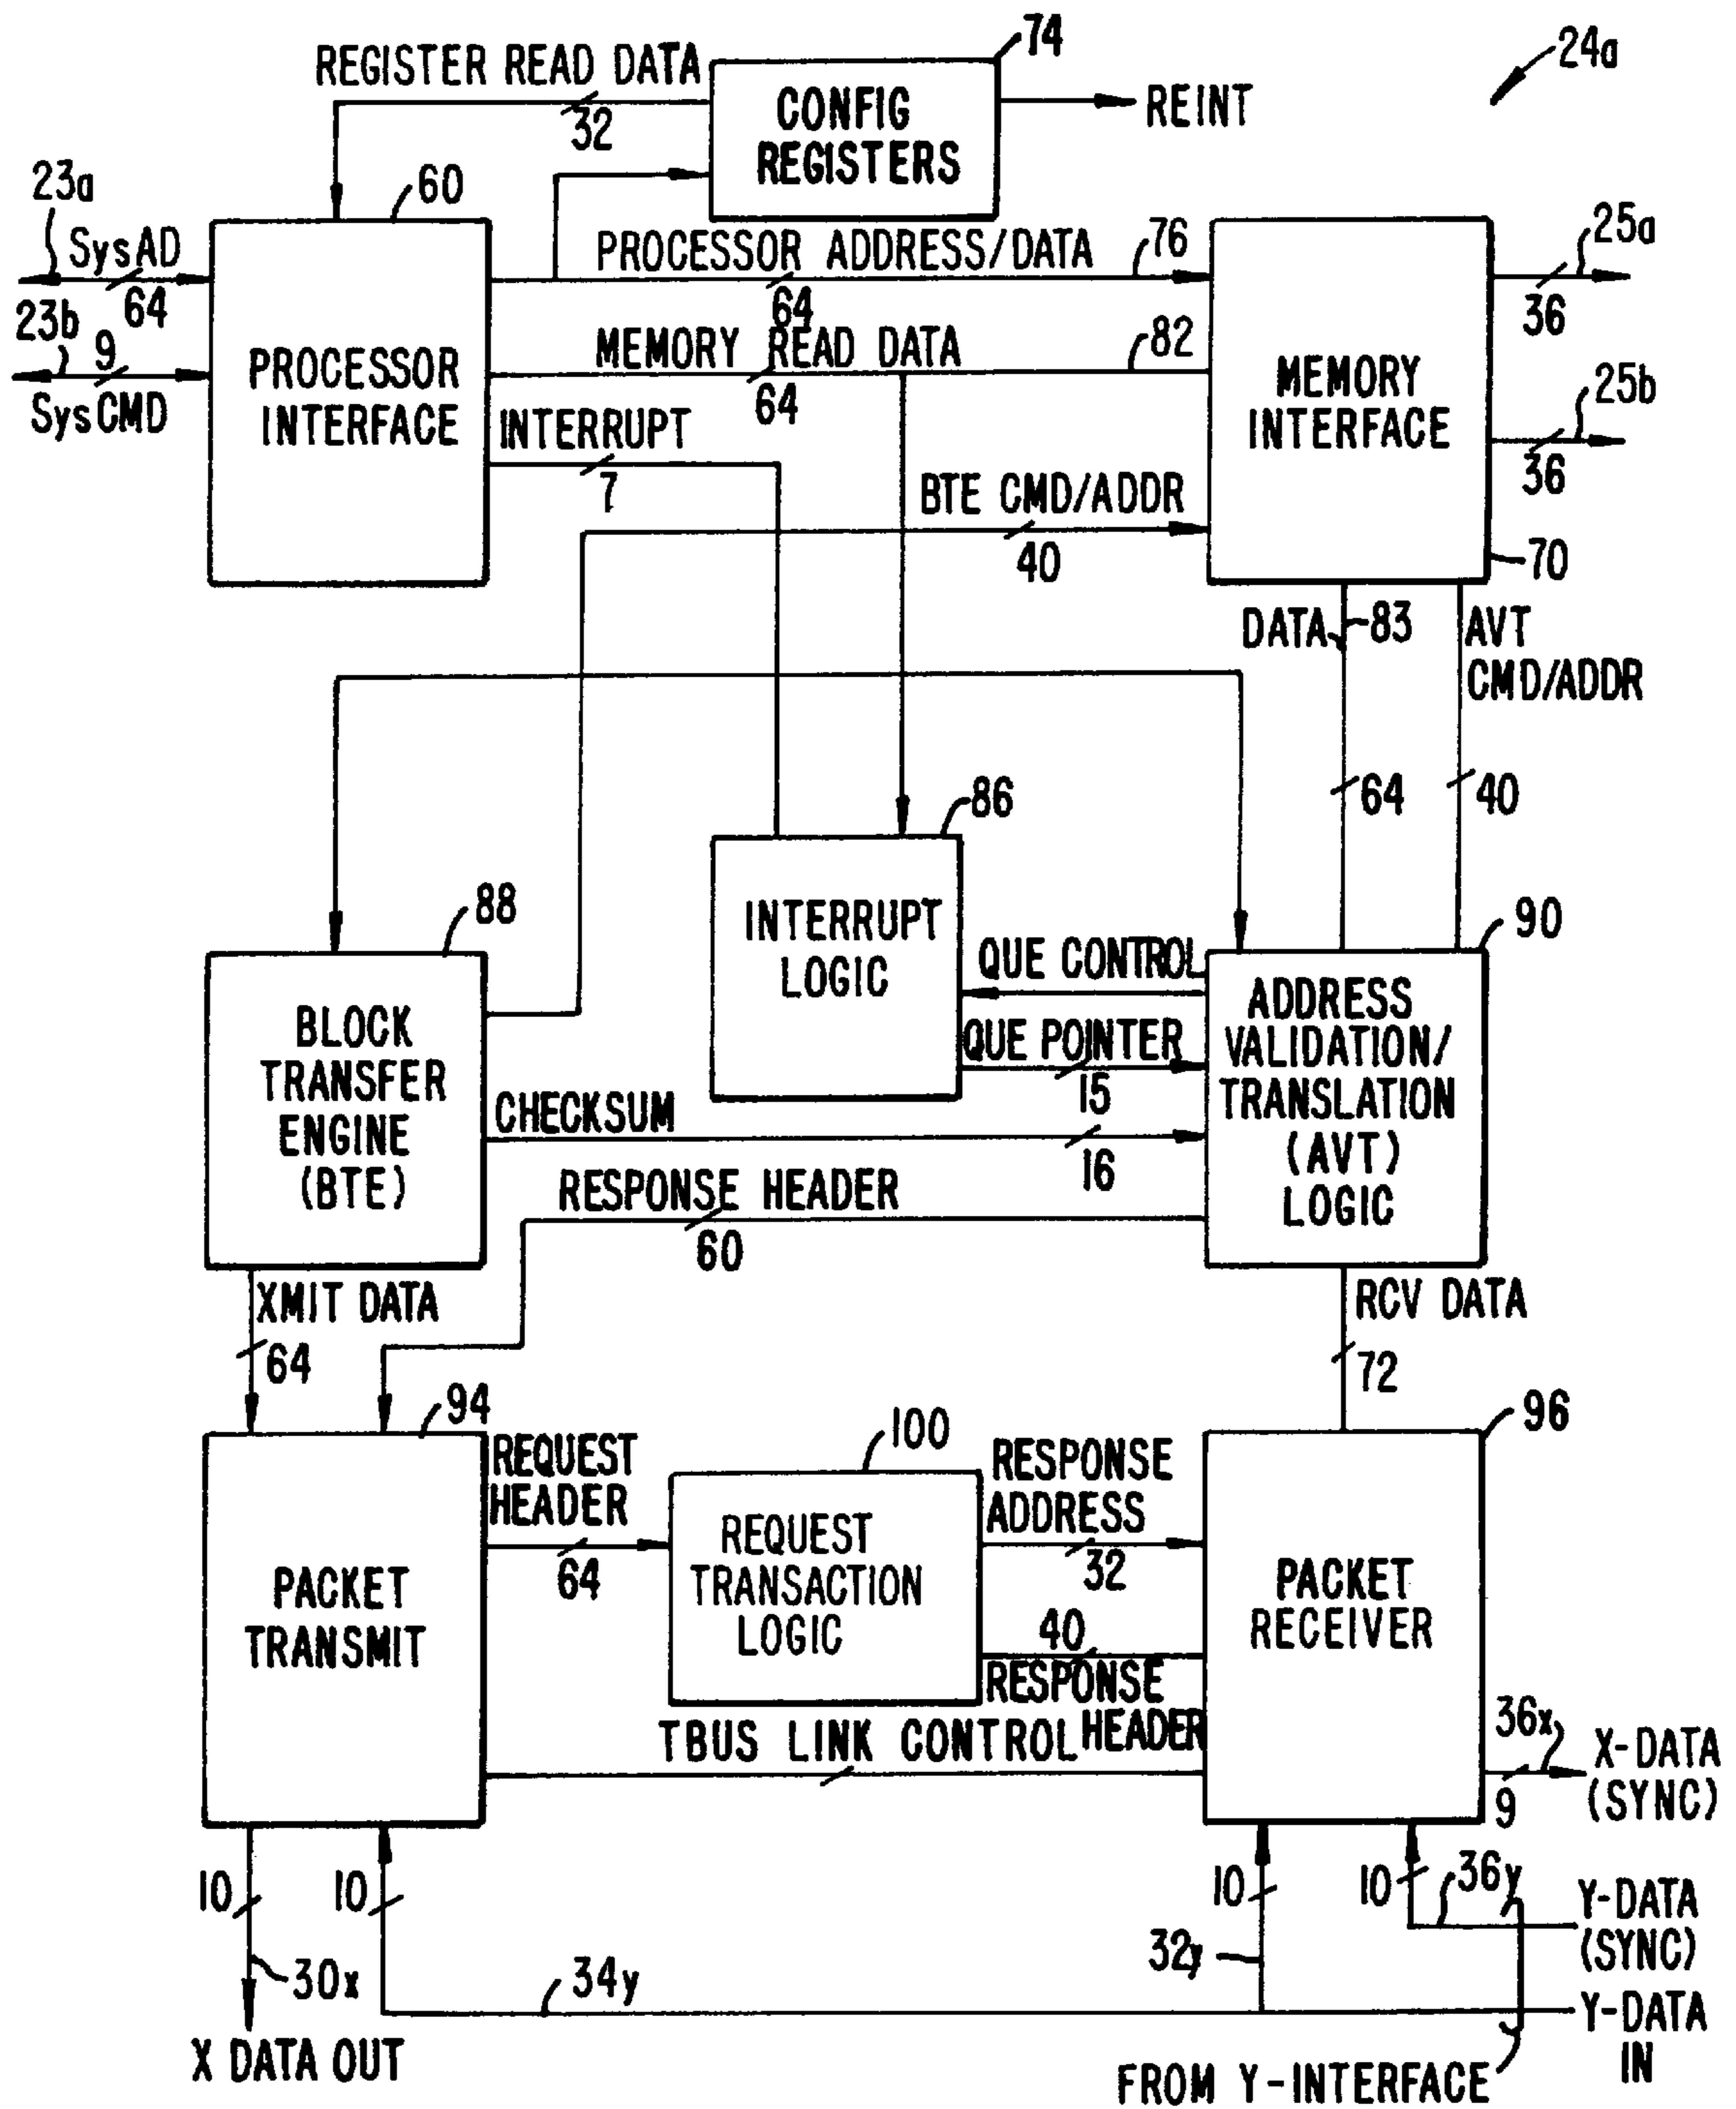 74
24a
REGISTER READ DATA
32
CONFIG
REGISTERS
REINT
23a
60
SysAD
64
PROCESSOR ADDRESS/DATA
64
76
25a
36
23b
9
SysCMD
PROCESSOR
INTERFACE
MEMORY READ DATA
64
82
MEMORY
INTERFACE
25b
36
INTERRUPT
7
BTE CMD/ADDR
40
70
DATA
83
AVT
CMD/ADDR
64
40
86
88
INTERRUPT
LOGIC
90
QUE CONTROL
QUE POINTER
15
BLOCK
TRANSFER
ENGINE
(BTE)
ADDRESS
VALIDATION/
TRANSLATION
(AVT)
LOGIC
CHECKSUM
16
RESPONSE HEADER
60
XMIT DATA
64
RCV DATA
72
94
100
96
REQUEST
HEADER
64
RESPONSE
ADDRESS
32
PACKET
TRANSMIT
REQUEST
TRANSACTION
LOGIC
PACKET
RECEIVER
40
RESPONSE
HEADER
TBUS LINK CONTROL
36x
9
X-DATA
(SYNC)
10
10
10
10
36y
Y-DATA
(SYNC)
30x
34y
32y
Y-DATA
IN
X DATA OUT
FROM Y-INTERFACE